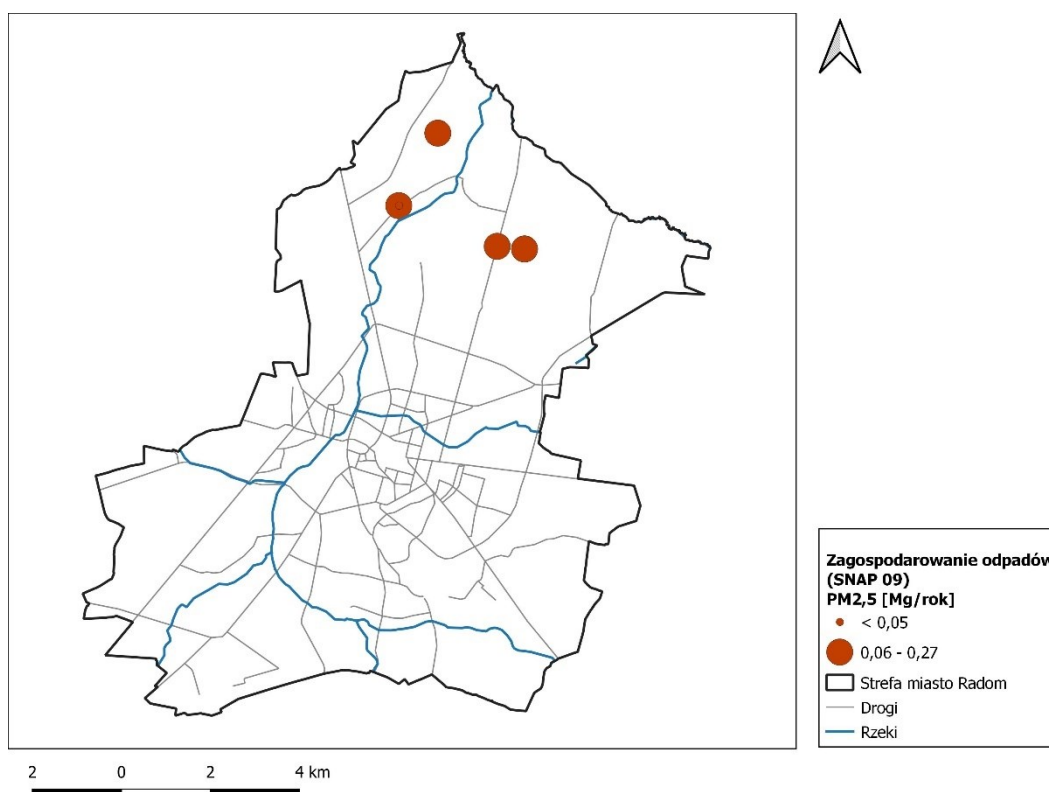 Zagospodarowanie odpadów
(SNAP 09)
PM2,5 [Mg/rok]
< 0,05
0,06 - 0,27
Strefa miasto Radom
Drogi
Rzeki
2 0 2 4 km